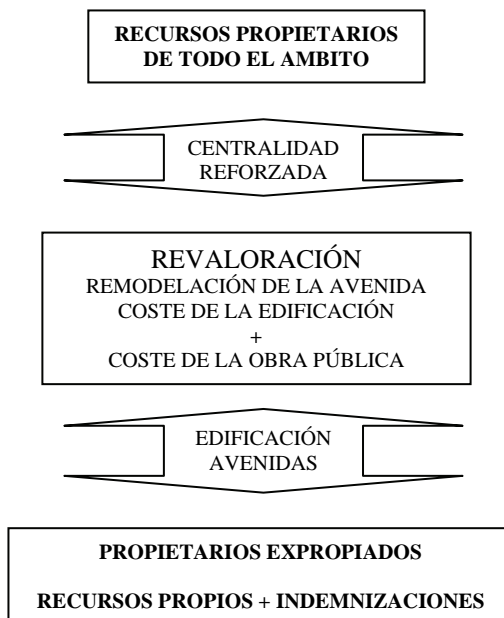 RECURSOS PROPIETARIOS
DE TODO EL AMBITO
CENTRALIDAD
REFORZADA
REVALORACIÓN
REMODELACIÓN DE LA AVENIDA
COSTE DE LA EDIFICACIÓN
+
COSTE DE LA OBRA PÚBLICA
EDIFICACIÓN
AVENIDAS
PROPIETARIOS EXPROPIADOS
RECURSOS PROPIOS + INDEMNIZACIONES